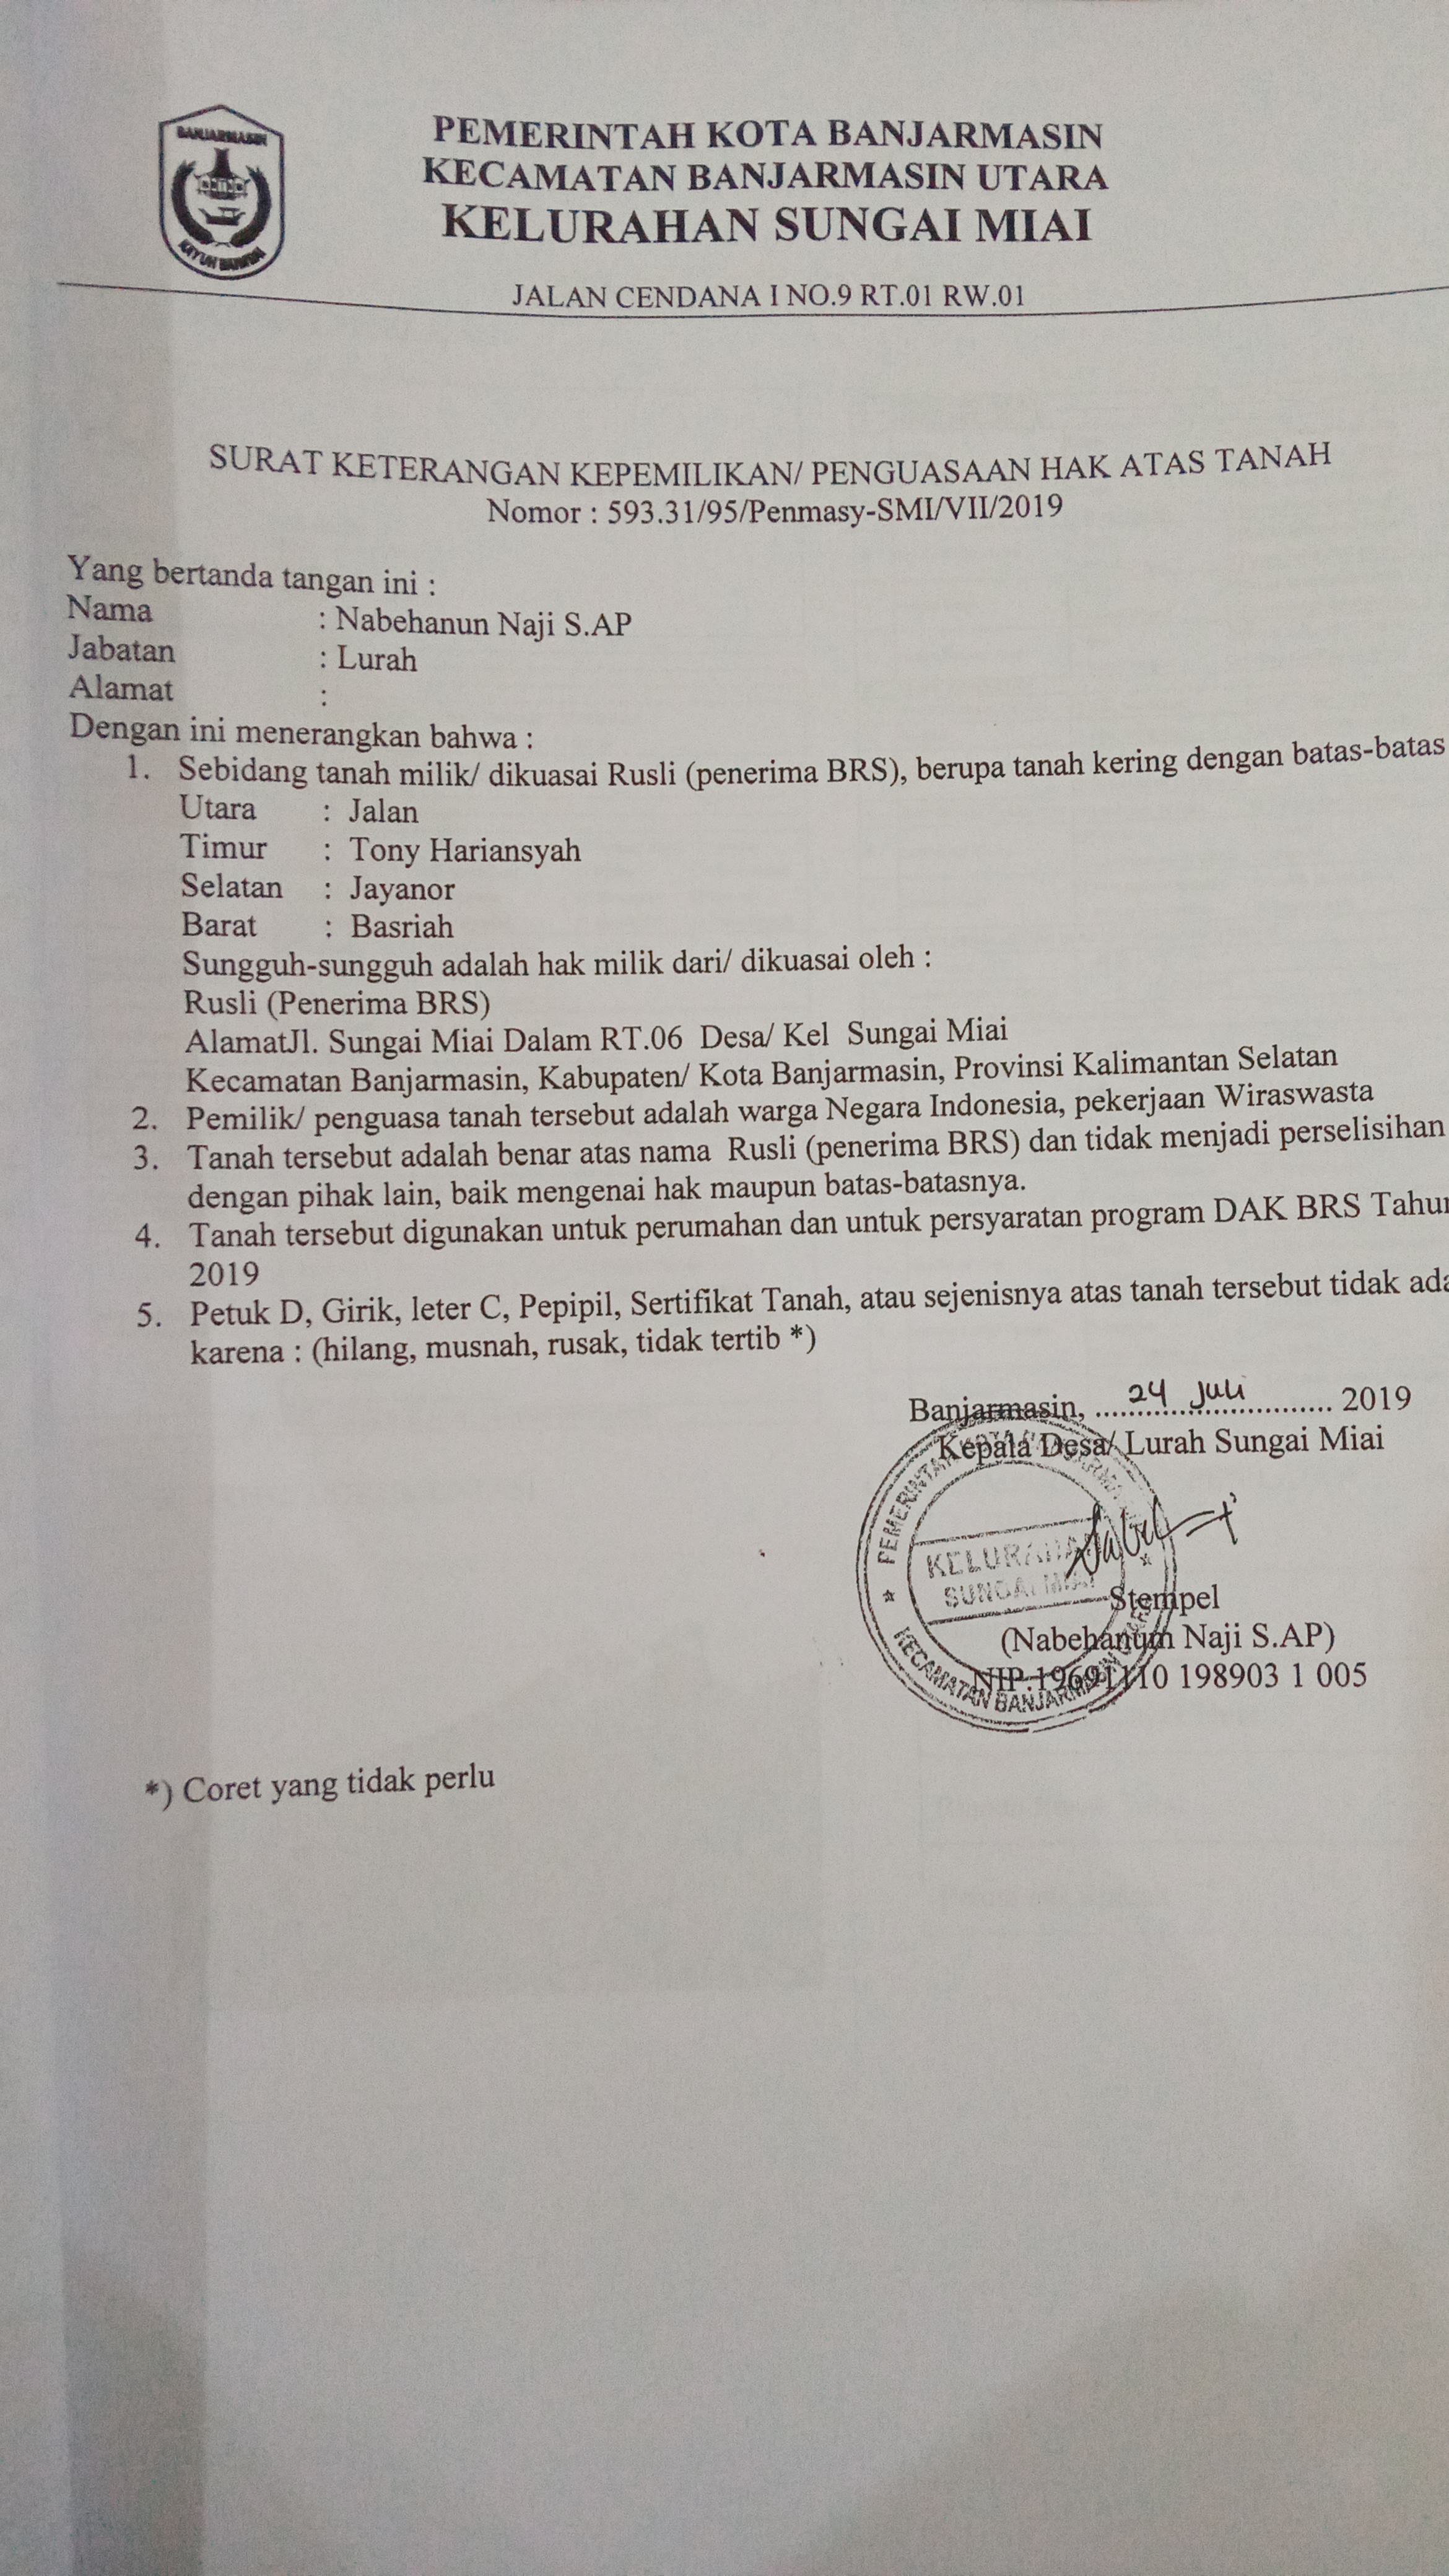 BANJARMASIN
KAYUH BAIMBAI
PEMERINTAH KOTA BANJARMASIN
KECAMATAN BANJARMASIN UTARA
KELURAHAN SUNGAI MIAI
JALAN CENDANA I NO.9 RT.01 RW.01
SURAT KETERANGAN KEPEMILIKAN/ PENGUASAAN HAK ATAS TANAH
Nomor : 593.31/95/Penmasy-SMI/VII/2019
Yang bertanda tangan ini :
Nama : Nabehanun Naji S.AP
Jabatan : Lurah
Alamat :
Dengan ini menerangkan bahwa :
1. Sebidang tanah milik/ dikuasai Rusli (penerima BRS), berupa tanah kering dengan batas-batas
Utara : Jalan
Timur : Tony Hariansyah
Selatan : Jayanor
Barat : Basriah
Sungguh-sungguh adalah hak milik dari/ dikuasai oleh :
Rusli (Penerima BRS)
AlamatJl. Sungai Miai Dalam RT.06 Desa/ Kel Sungai Miai
Kecamatan Banjarmasin, Kabupaten/ Kota Banjarmasin, Provinsi Kalimantan Selatan
2. Pemilik/ penguasa tanah tersebut adalah warga Negara Indonesia, pekerjaan Wiraswasta
3. Tanah tersebut adalah benar atas nama Rusli (penerima BRS) dan tidak menjadi perselisihan
dengan pihak lain, baik mengenai hak maupun batas-batasnya.
4. Tanah tersebut digunakan untuk perumahan dan untuk persyaratan program DAK BRS Tahun
2019
5. Petuk D, Girik, leter C, Pepipil, Sertifikat Tanah, atau sejenisnya atas tanah tersebut tidak ada
karena : (hilang, musnah, rusak, tidak tertib *)
Banjarmasin, 24 Juli 2019
Kepala Desa/ Lurah Sungai Miai
KELURAHAN
SUNGAI MIAI
KECAMATAN BANJARMASIN
Stempel
(Nabehanum Naji S.AP)
NIP.19691110 198903 1 005
*) Coret yang tidak perlu